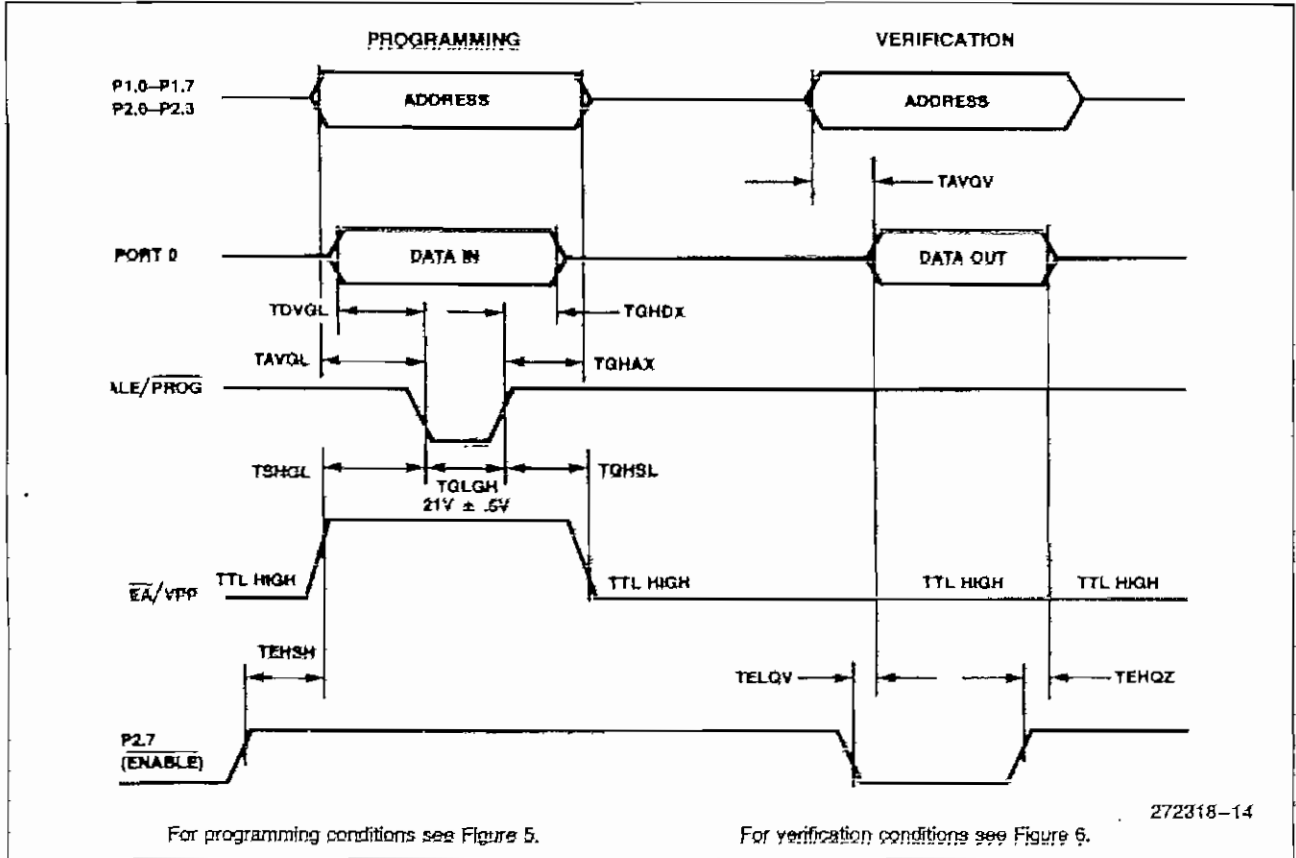 PROGRAMMING VERIFICATION
P1.0–P1.7
P2.0–P2.3
ADDRESS ADDRESS
TAVQV
PORT 0 DATA IN DATA OUT
TDVGL TGHDX
TAVGL TGHAX
ALE/PROG
TSHGL TGLGH TGHSL
21V ± .5V
EA/VPP TTL HIGH TTL HIGH TTL HIGH TTL HIGH
TEHSH TELQV TEHQZ
P2.7
(ENABLE)
272318–14
For programming conditions see Figure 5. For verification conditions see Figure 6.